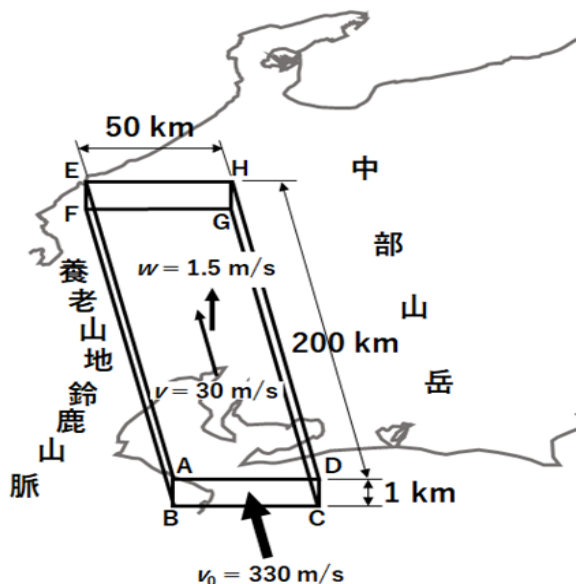 50 km
E
H
F
G
中部山岳
養老山地
鈴鹿山脈
w = 1.5 m/s
200 km
v = 30 m/s
A
D
B
C
1 km
v₀ = 330 m/s